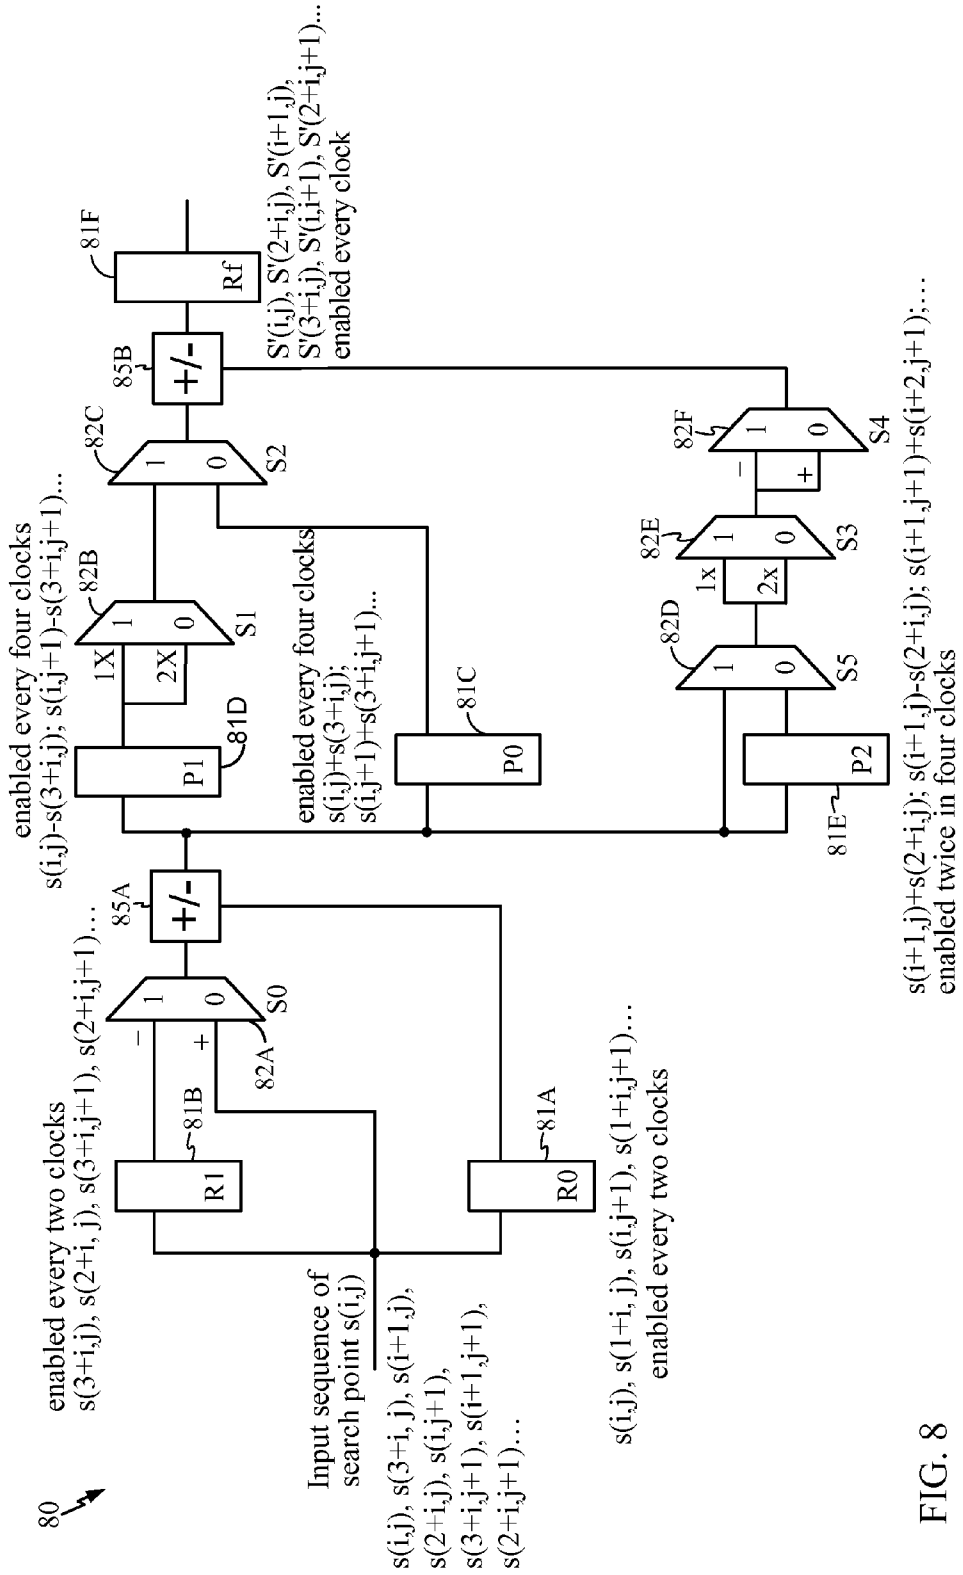 80
Input sequence of
search point s(i,j)
s(i,j), s(3+i, j), s(i+1,j),
s(2+i,j), s(i,j+1),
s(3+i,j+1), s(i+1,j+1),
s(2+i,j+1)...
enabled every two clocks
s(3+i,j), s(2+i, j), s(3+i,j+1), s(2+i,j+1)...
R1
81B
R0
81A
s(i,j), s(1+i, j), s(i,j+1), s(1+i,j+1)...
enabled every two clocks
−
+
1
0
S0
82A
85A
+/-
enabled every four clocks
s(i,j)-s(3+i,j); s(i,j+1)-s(3+i,j+1)...
P1
81D
1X
2X
1
0
S1
82B
enabled every four clocks
s(i,j)+s(3+i,j);
s(i,j+1)+s(3+i,j+1)...
P0
81C
P2
81E
1
0
S5
82D
1x
2x
1
0
S3
82E
−
+
1
0
S4
82F
s(i+1,j)+s(2+i,j); s(i+1,j)-s(2+i,j); s(i+1,j+1)+s(i+2,j+1);...
enabled twice in four clocks
1
0
S2
82C
85B
+/-
Rf
81F
S'(i,j), S'(2+i,j), S'(i+1,j),
S'(3+i,j), S'(i,i+1), S'(2+i,j+1)...
enabled every clock
FIG. 8